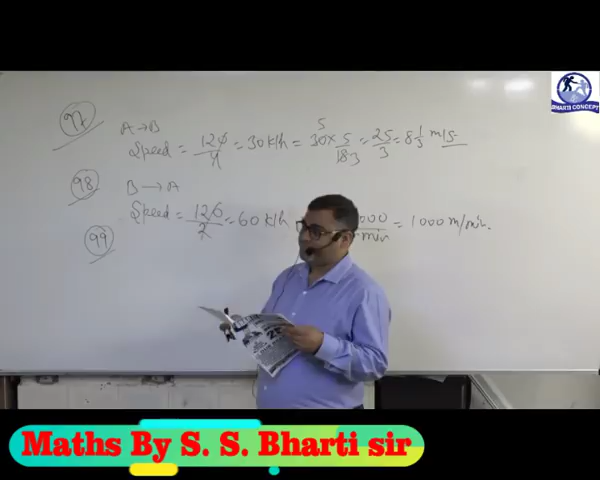 BHARTI CONCEPT
97
A → B
Speed = 120/4 = 30 k/h = 30 × 5/18 = 25/3 = 8 1/3 m/s
98
B → A
Speed = 120/2 = 60 k/h 000/min = 1000 m/min.
99
Maths By S. S. Bharti sir